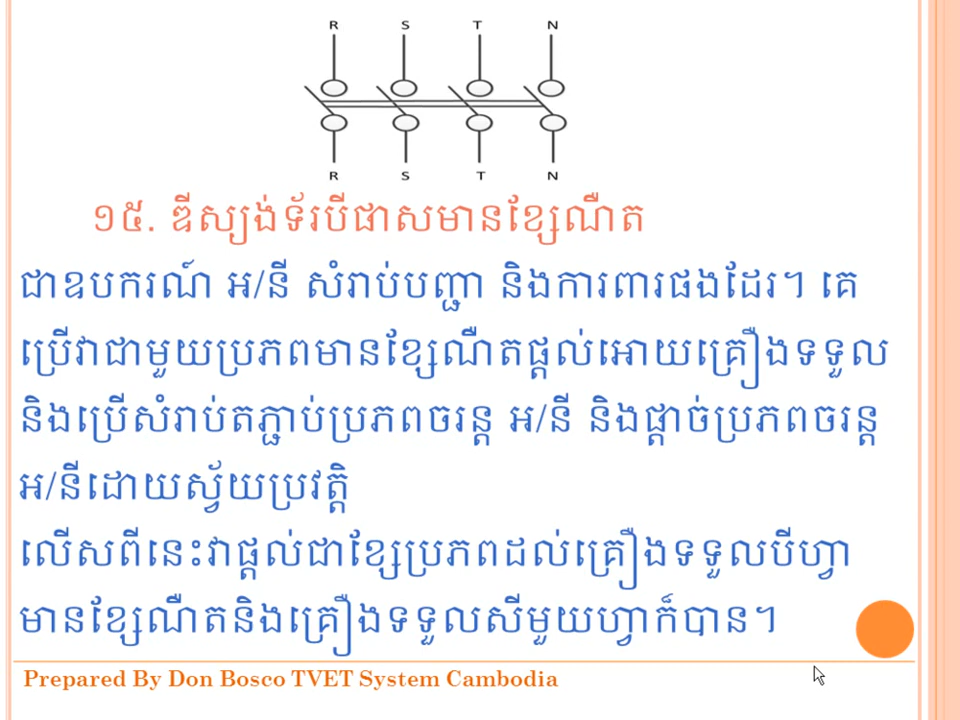 R S T N
R S T N
១៥. ឌីស្យង់ទ័របីផាសមានខ្សែណឺត
ជាឧបករណ៍ អ/នី សំរាប់បញ្ជា និងការពារផងដែរ។ គេ
ប្រើវាជាមួយប្រភពមានខ្សែណឺតផ្តល់អោយគ្រឿងទទួល
និងប្រើសំរាប់តភ្ជាប់ប្រភពចរន្ត អ/នី និងផ្តាច់ប្រភពចរន្ត
អ/នីដោយស្វ័យប្រវត្តិ
លើសពីនេះវាផ្តល់ជាខ្សែប្រភពដល់គ្រឿងទទួលបីហ្វា
មានខ្សែណឺតនិងគ្រឿងទទួលសីមួយហ្វាក៏បាន។
Prepared By Don Bosco TVET System Cambodia